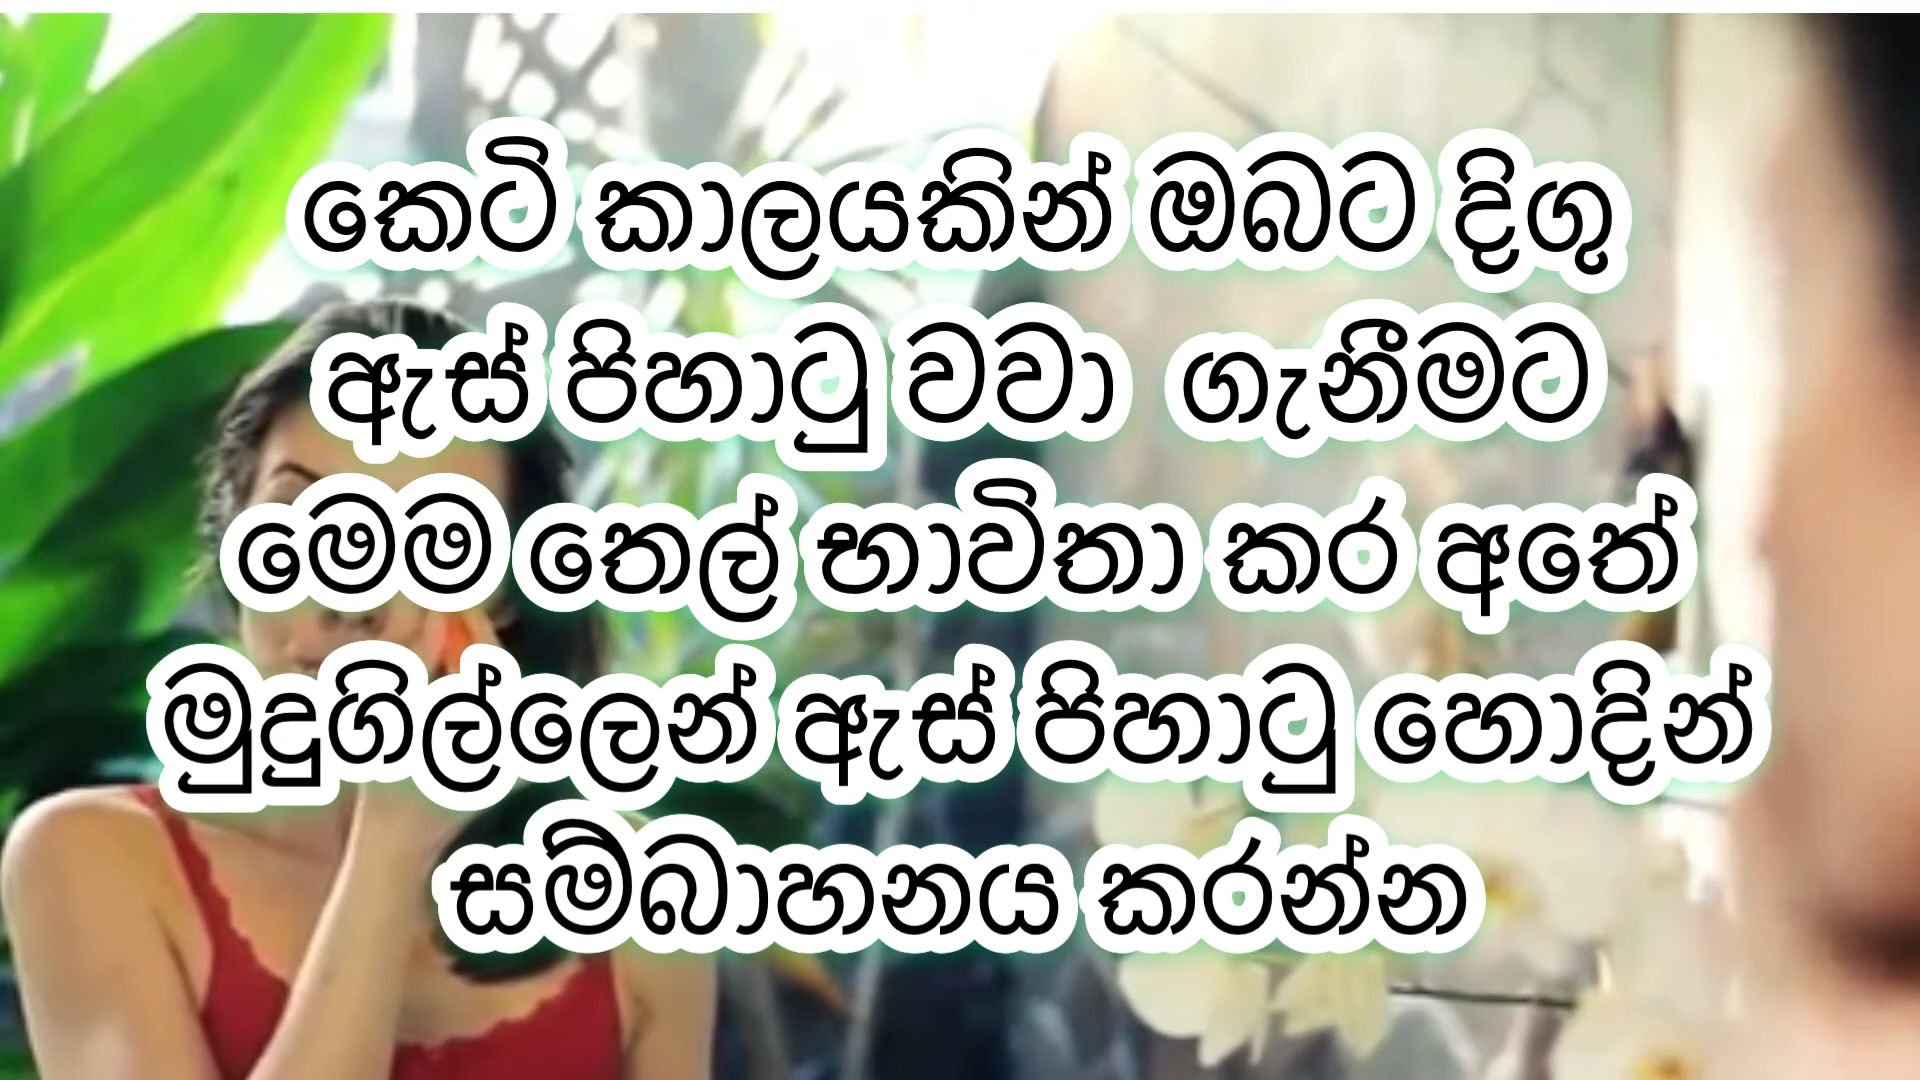 කෙටි කාලයකින් ඔබට දිගු
ඇස් පිහාටු වවා  ගැනීමට
මෙම තෙල් භාවිතා කර අතේ
මුදුගිල්ලෙන් ඇස් පිහාටු හොදින්
සම්බාහනය කරන්න